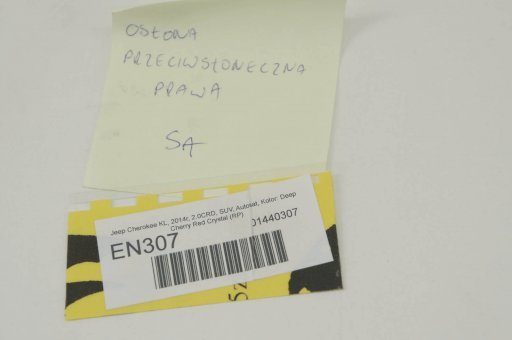 OSŁONA
PRZECIWSŁONECZNA
PRAWA
SA
Jeep Cherokee KL, 2014r, 2.0CRD, SUV, Autosat, Kolor: Deep
Cherry Red Crystal (RP)
EN307
01440307
52